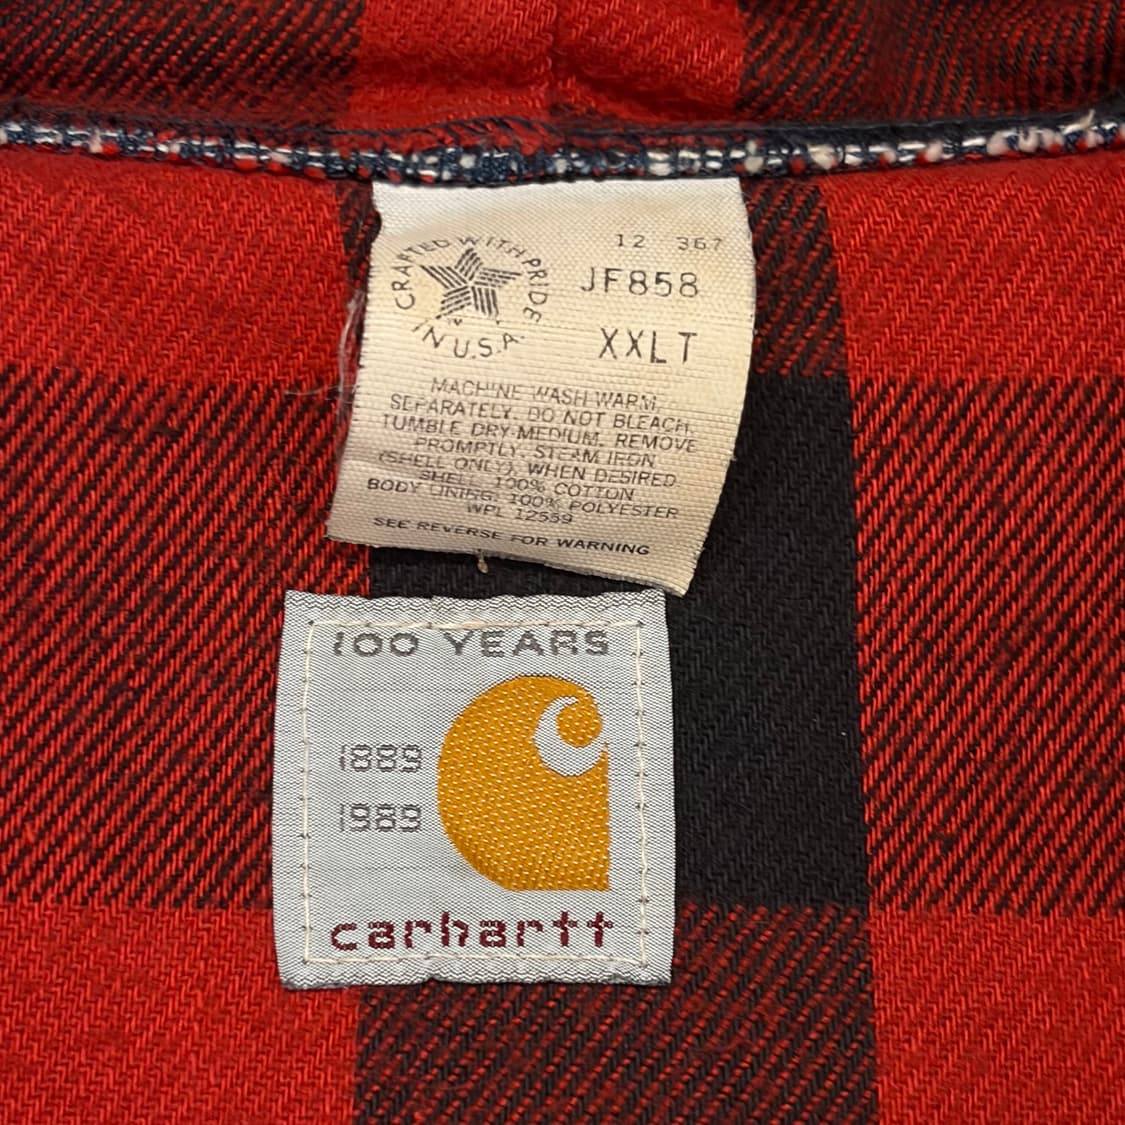 CRAFTED WITH PRIDE
IN U.S.A.
12 367
JF858
XXLT
MACHINE WASH WARM,
SEPARATELY. DO NOT BLEACH.
TUMBLE DRY-MEDIUM. REMOVE
PROMPTLY. STEAM IRON
(SHELL ONLY), WHEN DESIRED
SHELL: 100% COTTON
BODY LINING: 100% POLYESTER
WPL 12559
SEE REVERSE FOR WARNING
100 YEARS
1889
1989
carhartt